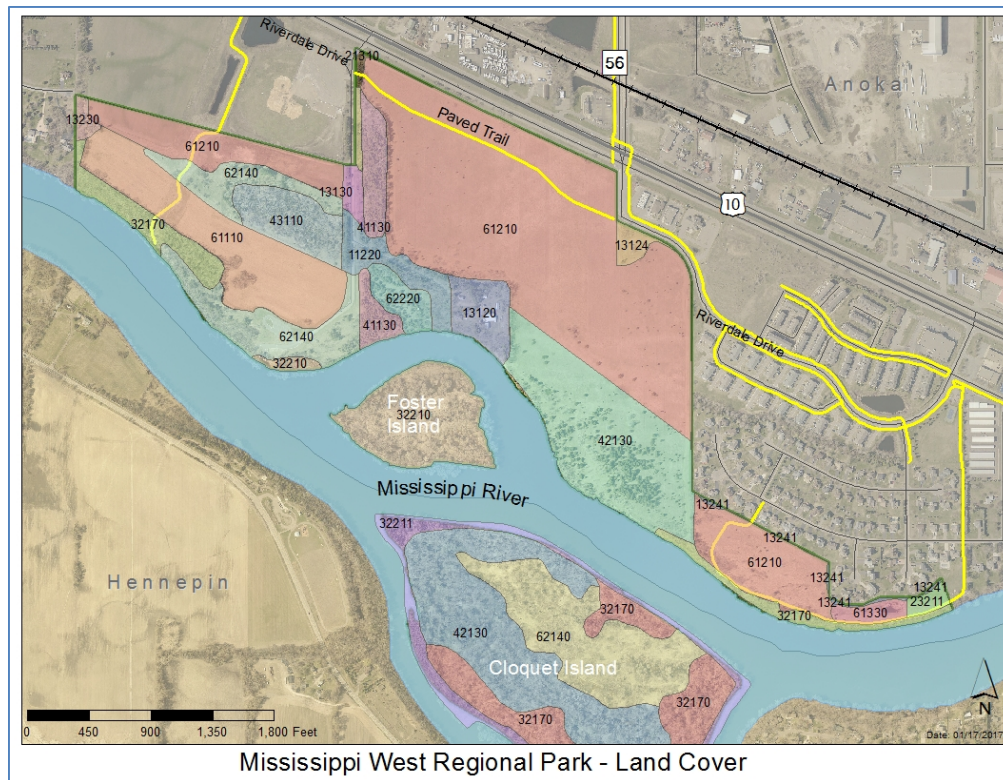 Riverdale Drive
21310
56
Anoka
Paved Trail
13230
61210
62140
13130
10
43110
41130
61210
32170
61110
11220
13124
62220
13120
62140
41130
Riverdale Drive
32210
Foster
Island
32210
42130
Mississippi River
13241
32211
13241
61210
Hennepin
13241
13241
32170
13241
23211
61330
32170
42130
62140
Cloquet Island
32170
32170
0 450 900 1,350 1,800 Feet
N
Date: 01/17/2017
Mississippi West Regional Park - Land Cover